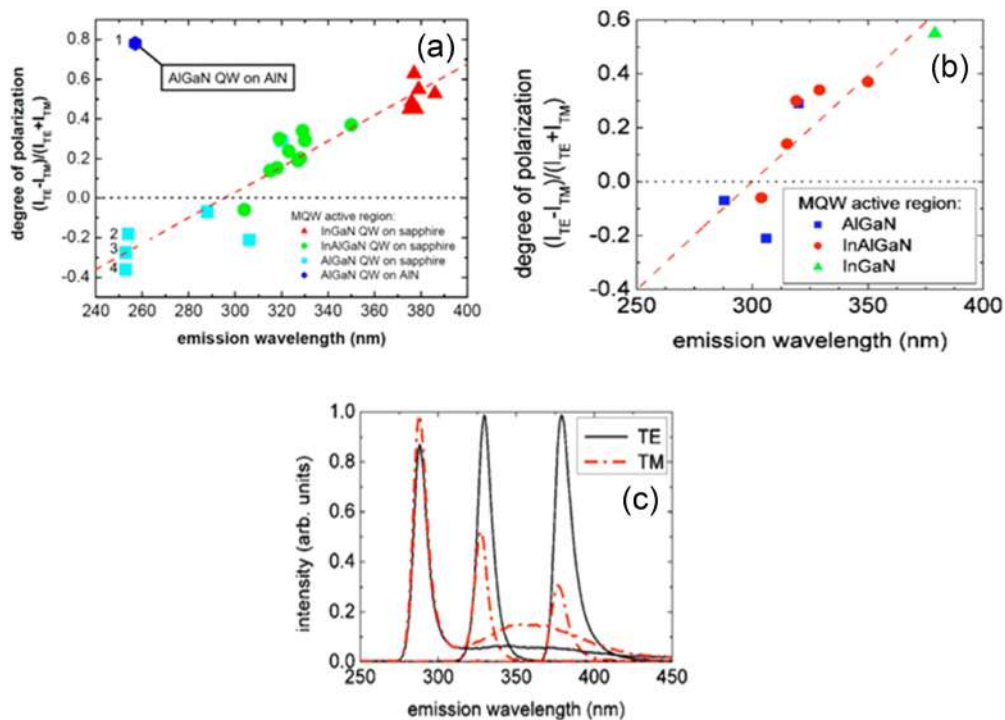 (a)
0.8
0.6
0.4
0.2
0.0
-0.2
-0.4
1
AlGaN QW on AlN
2
3
4
MQW active region:
InGaN QW on sapphire
InAlGaN QW on sapphire
AlGaN QW on sapphire
AlGaN QW on AlN
240 260 280 300 320 340 360 380 400
emission wavelength (nm)
degree of polarization
(I_TE-I_TM)/(I_TE+I_TM)
(b)
0.6
0.4
0.2
0.0
-0.2
-0.4
MQW active region:
AlGaN
InAlGaN
InGaN
250 300 350 400
emission wavelength (nm)
degree of polarization
(I_TE-I_TM)/(I_TE+I_TM)
(c)
1.0
0.8
0.6
0.4
0.2
0.0
TE
TM
250 300 350 400 450
emission wavelength (nm)
intensity (arb. units)